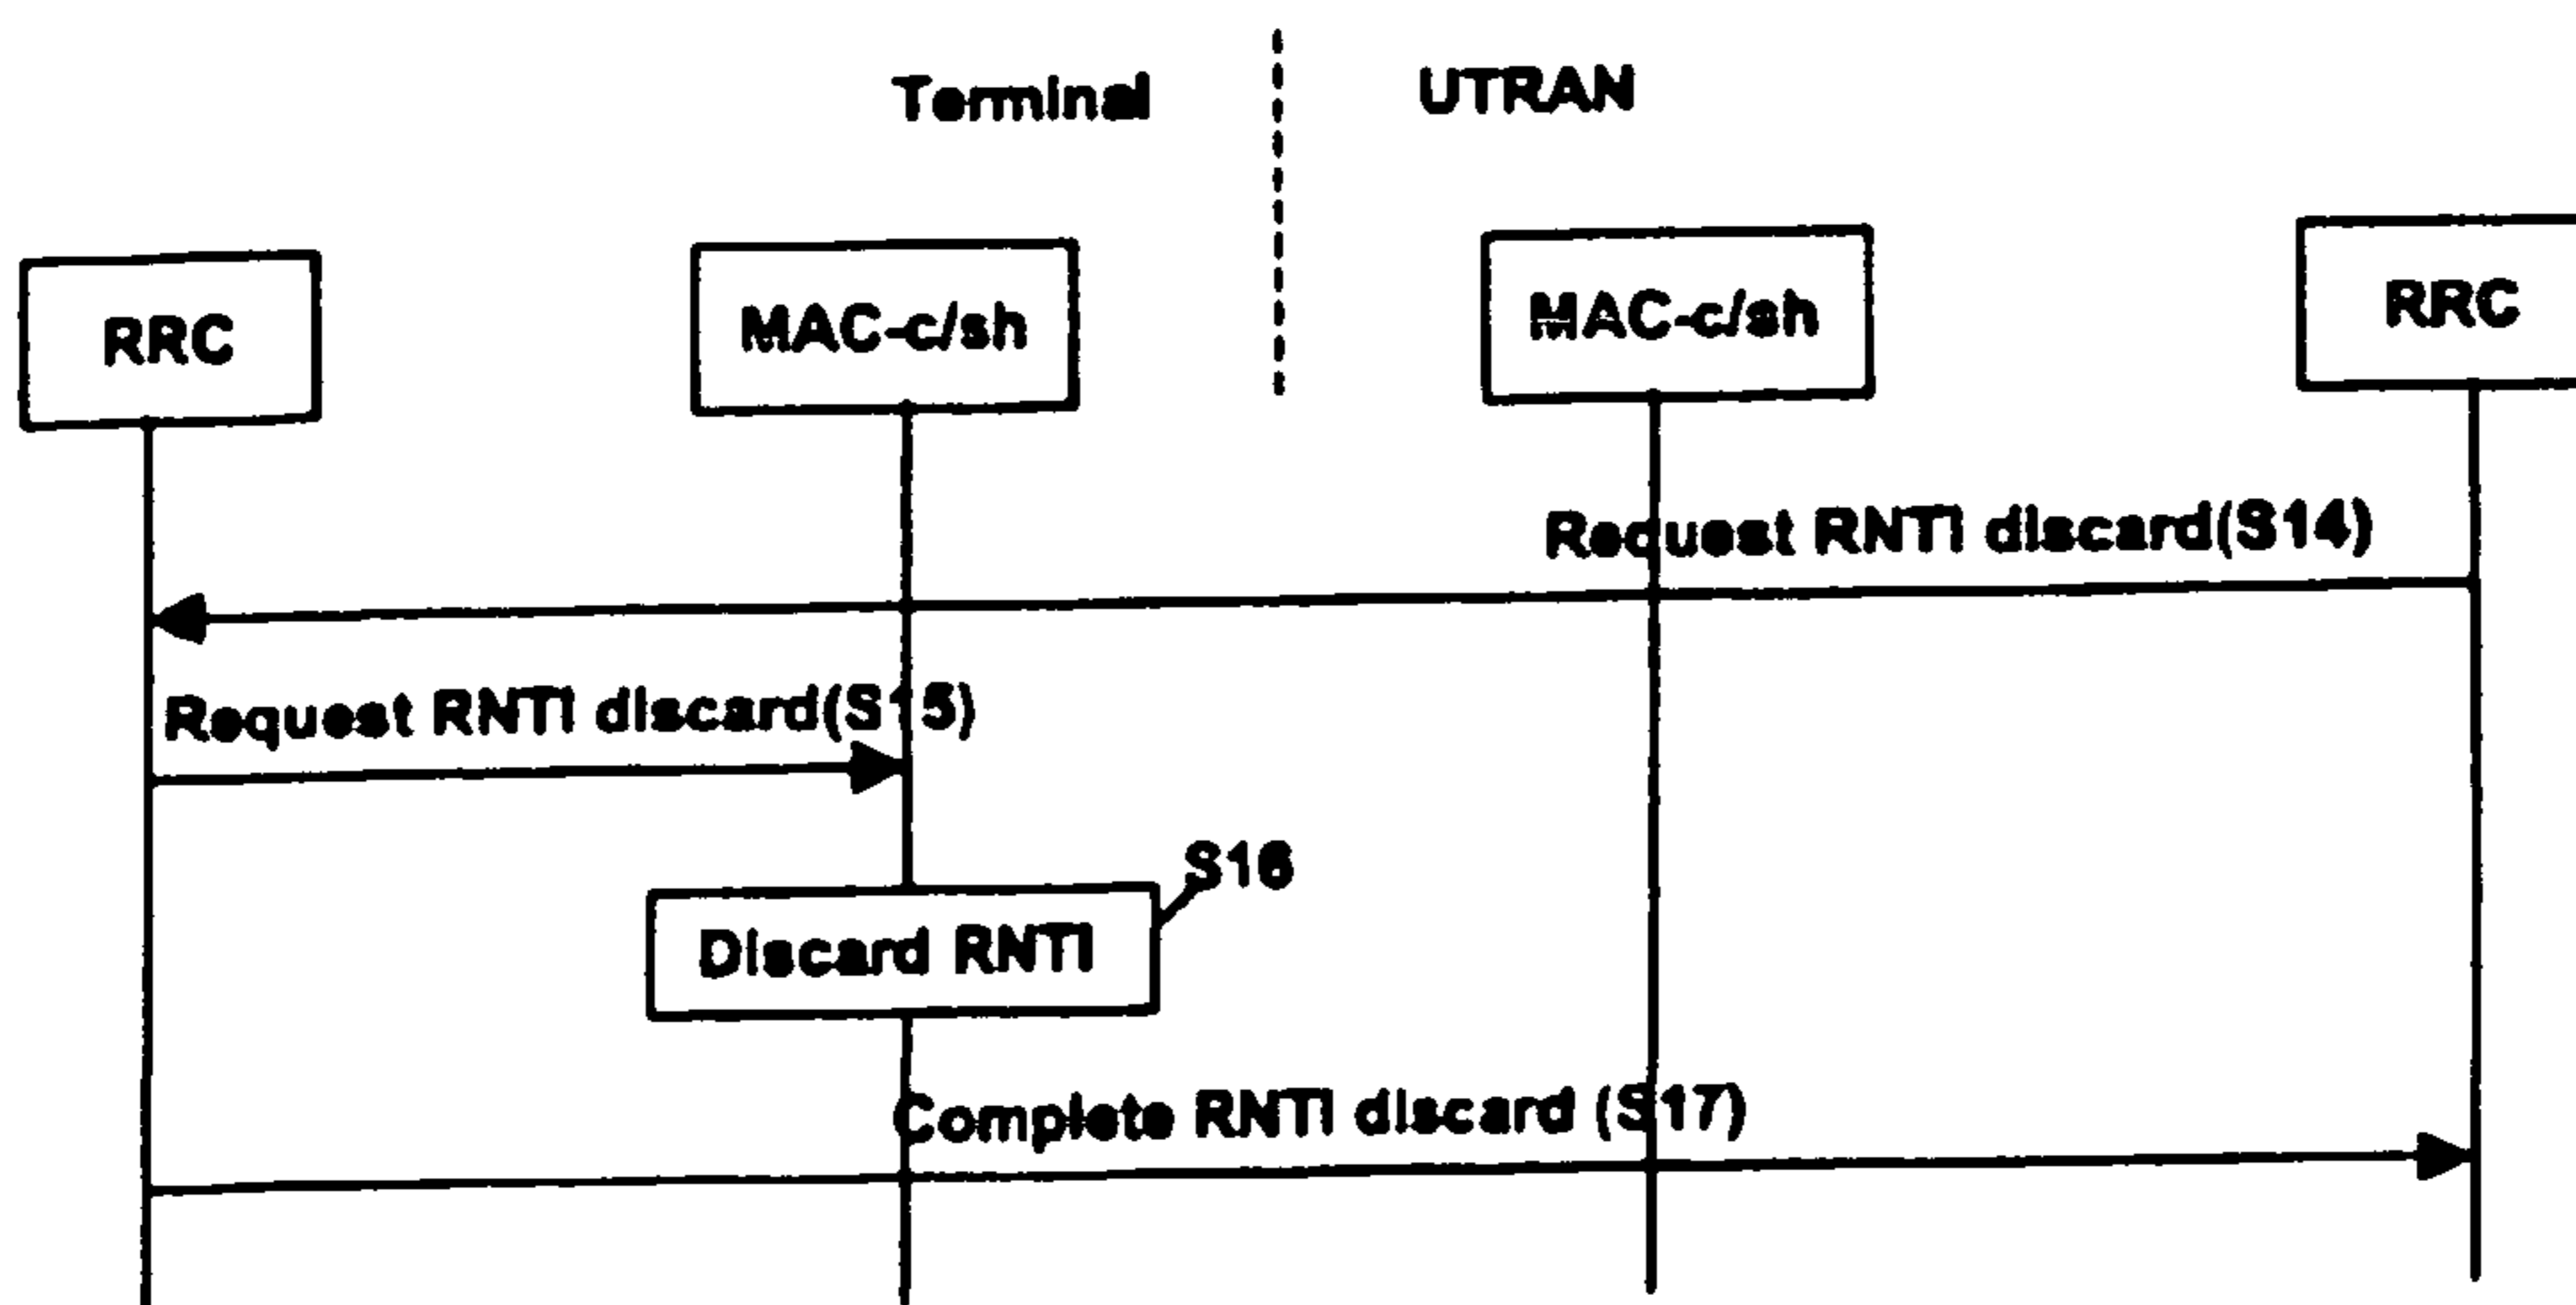 Terminal
UTRAN
RRC
MAC-c/sh
MAC-c/sh
RRC
Request RNTI discard(S14)
Request RNTI discard(S15)
S16
Discard RNTI
Complete RNTI discard (S17)